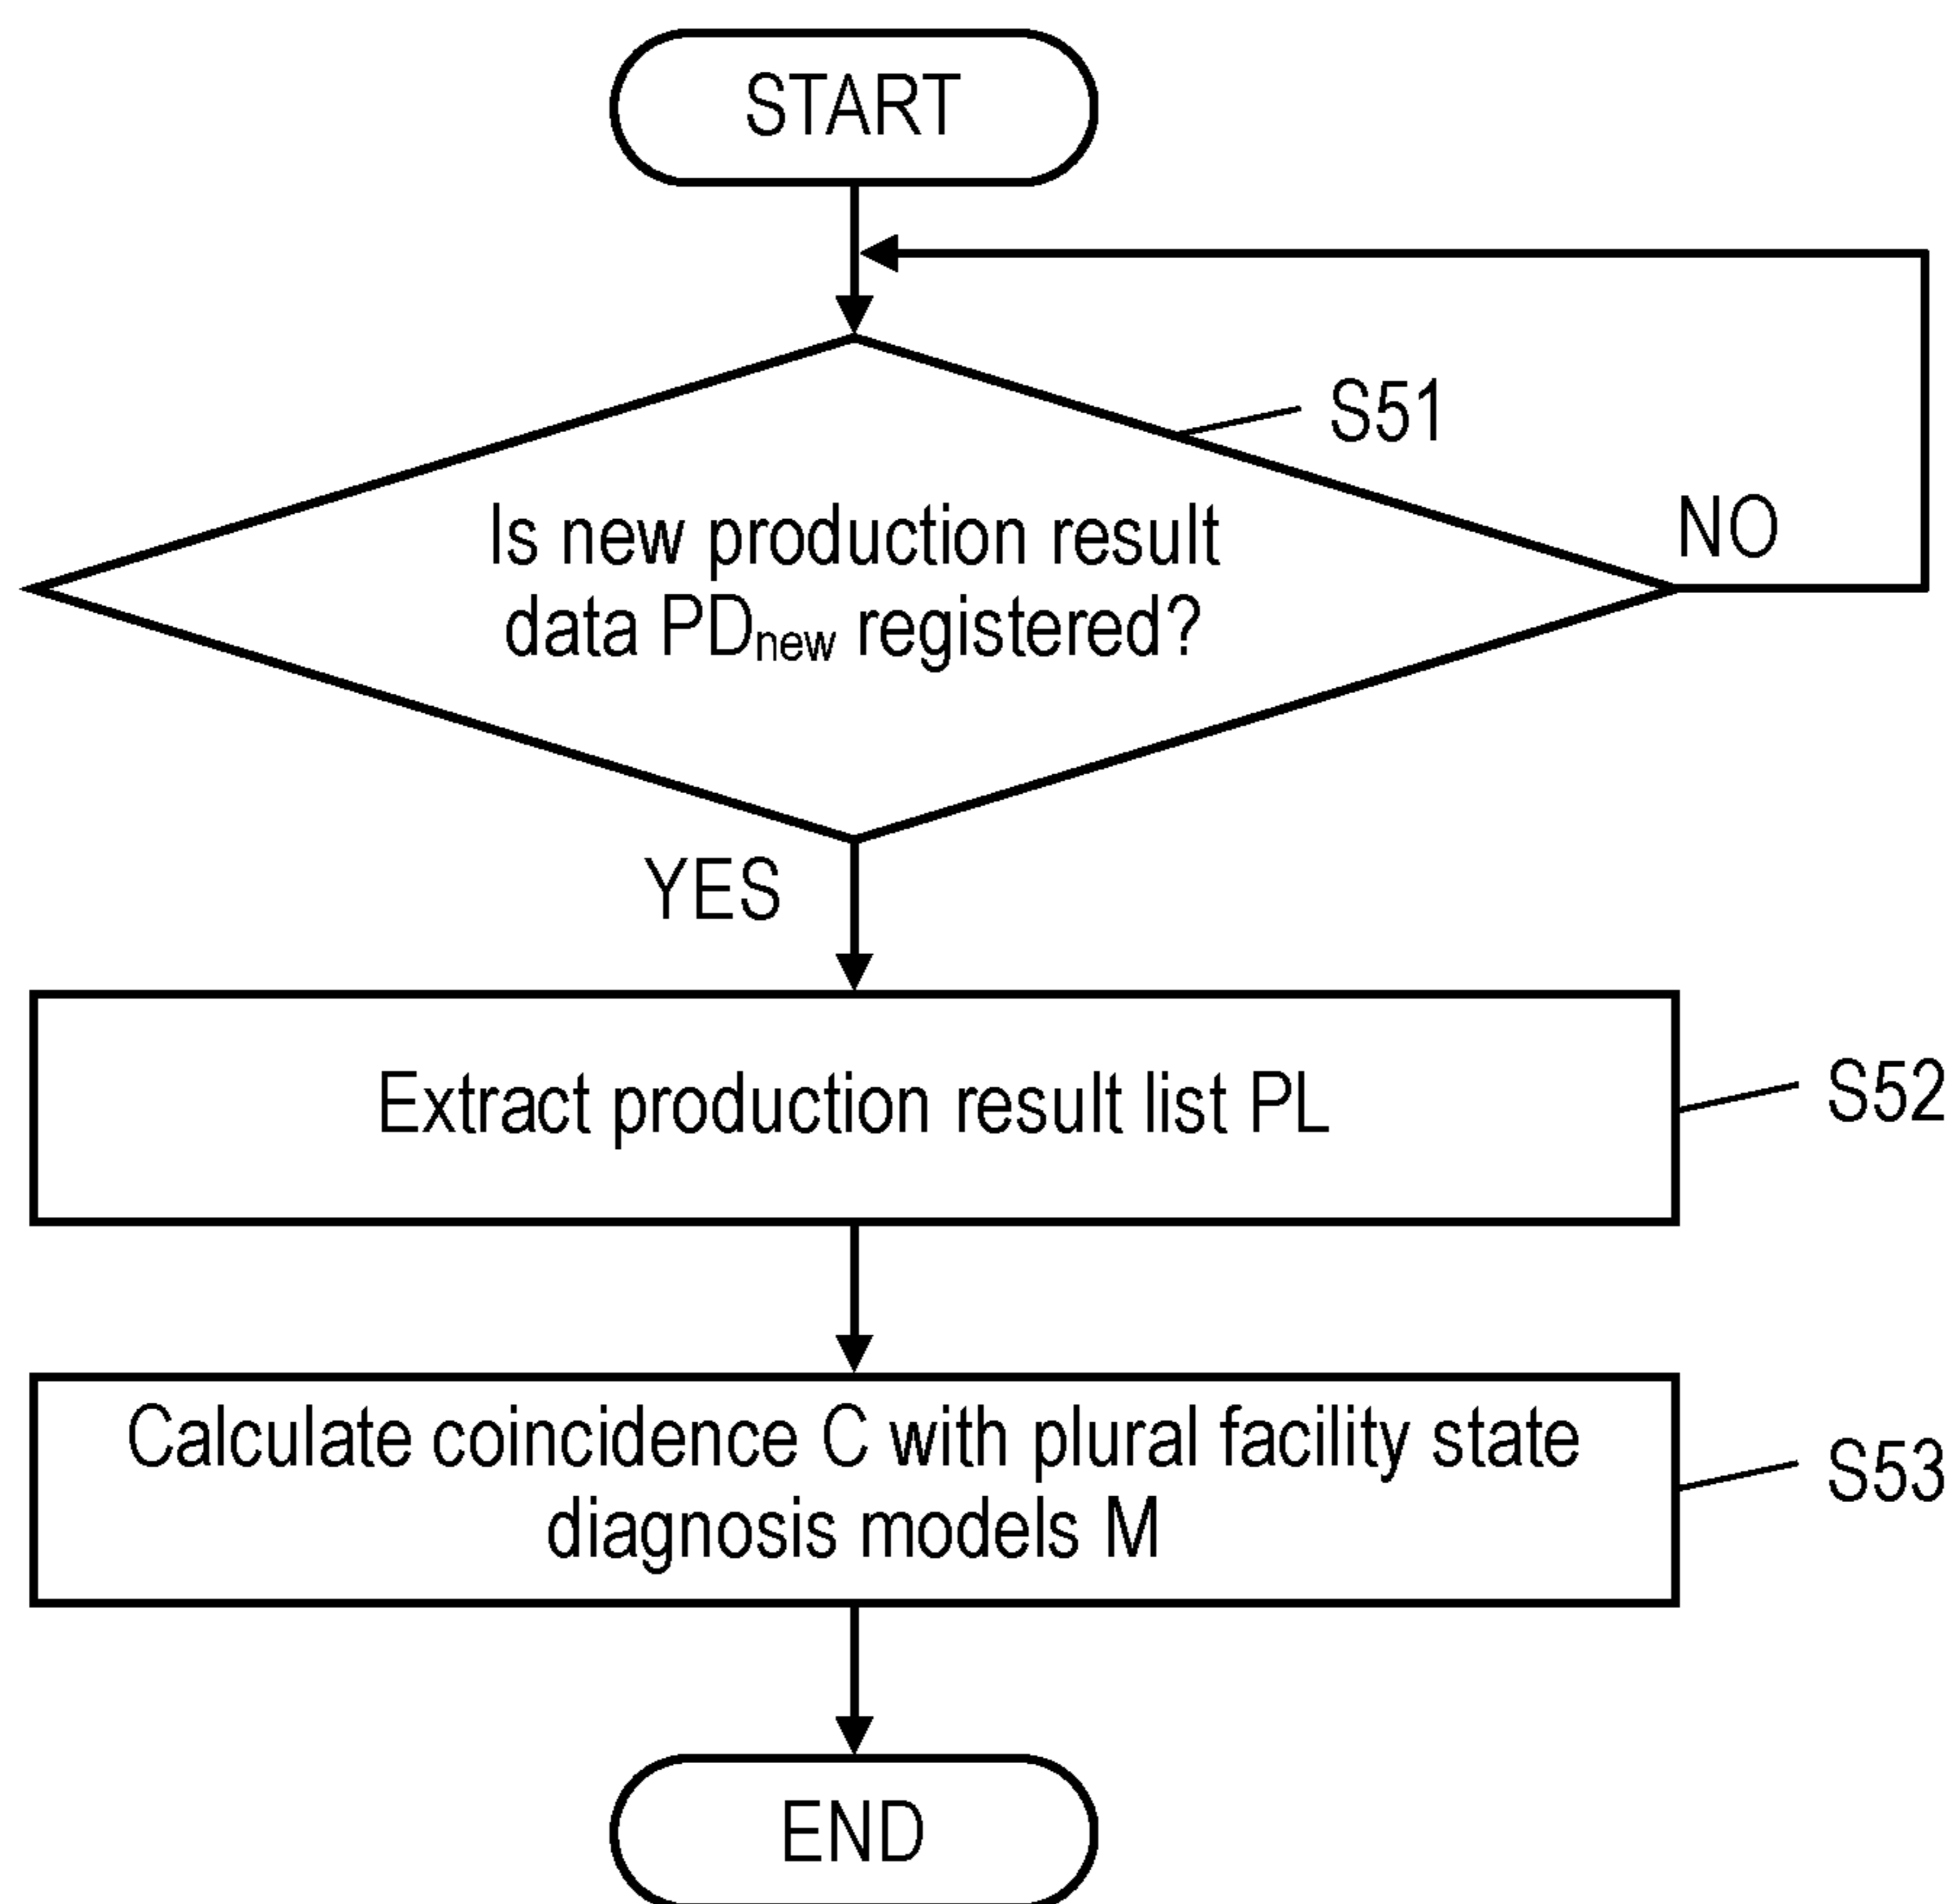 START
S51
Is new production result
NO
data PDnew registered?
YES
Extract production result list PL
S52
Calculate coincidence C with plural facility state
diagnosis models M
S53
END